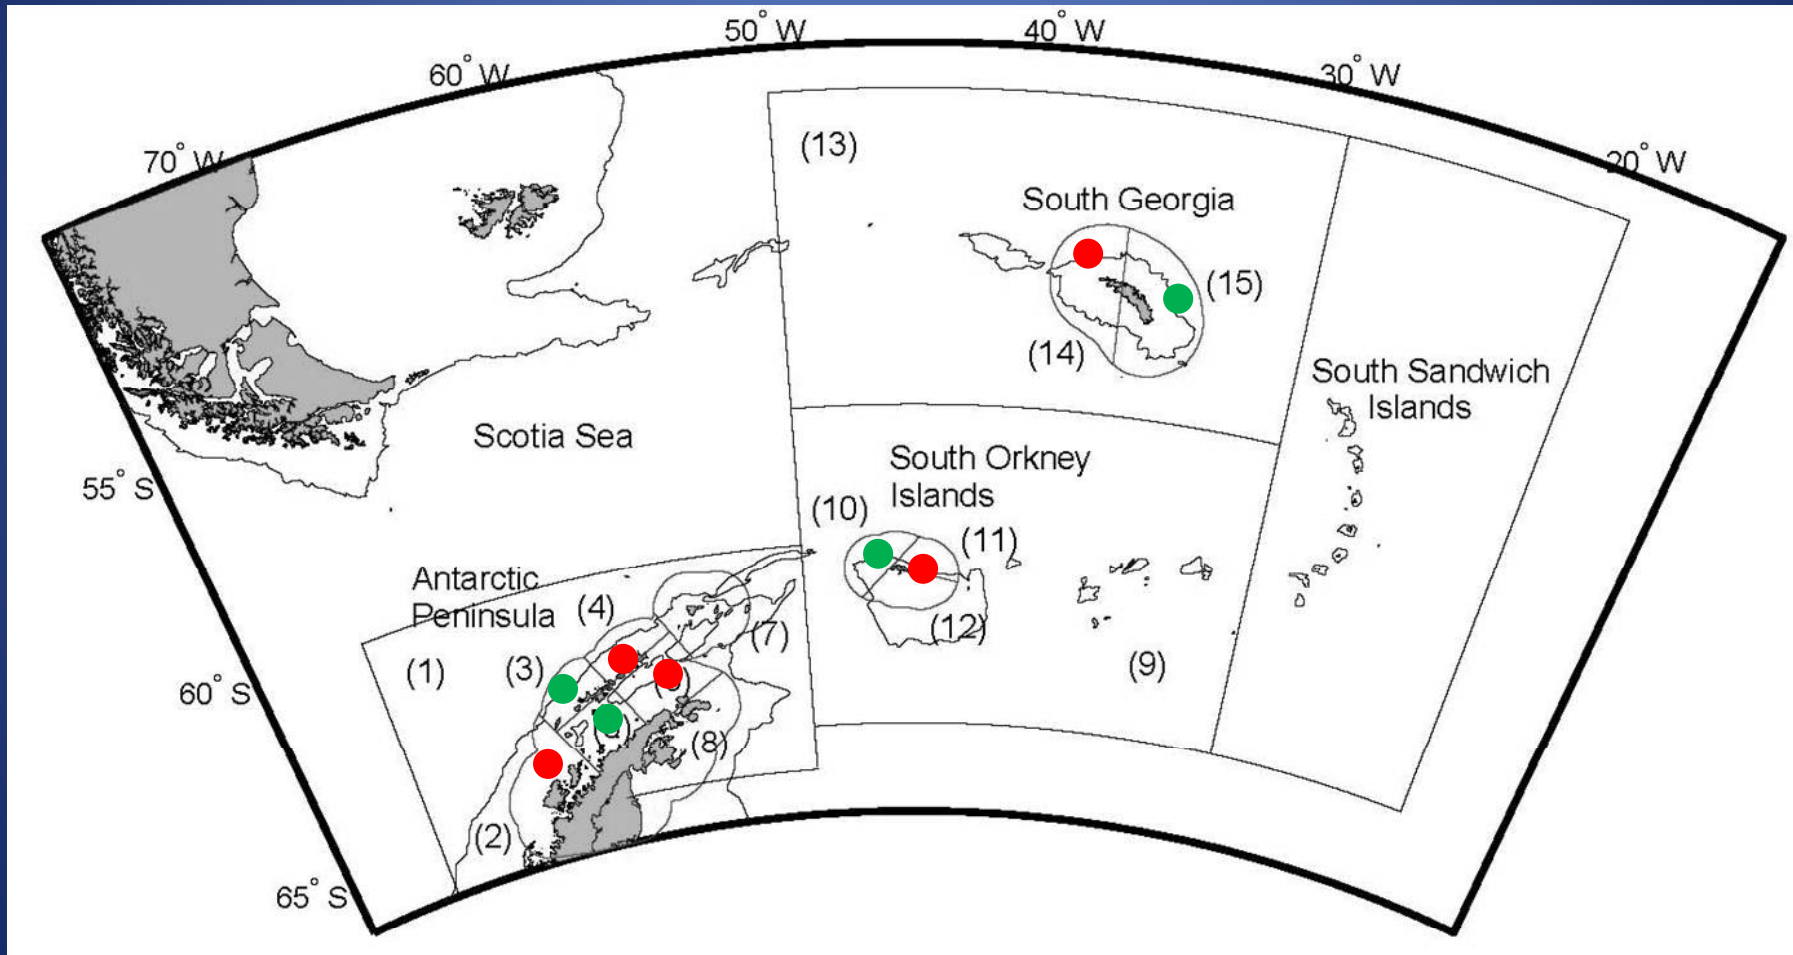 50° W
40° W
60° W
30° W
70° W
20° W
(13)
South Georgia
(15)
(14)
South Sandwich
Islands
Scotia Sea
South Orkney
Islands
55° S
(10)
(11)
Antarctic
Peninsula
(4)
(7)
(12)
(1)
(3)
(9)
60° S
(8)
(2)
65° S